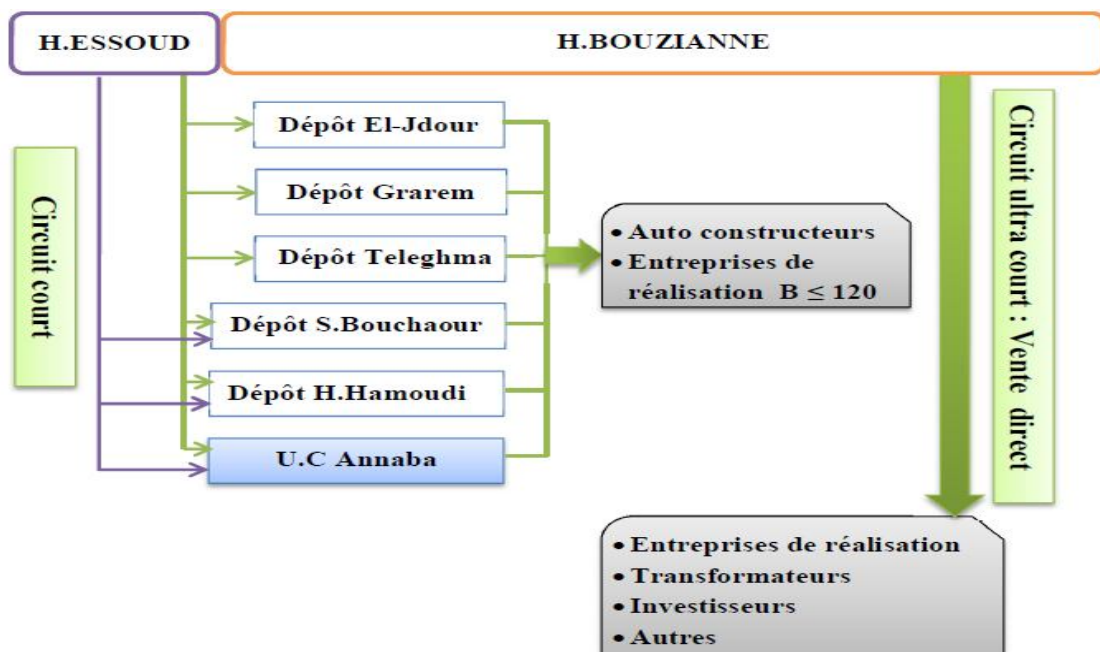 H.ESSOUD
H.BOUZIANNE
Circuit court
Dépôt El-Jdour
Dépôt Grarem
Dépôt Teleghma
Dépôt S.Bouchaour
Dépôt H.Hamoudi
U.C Annaba
• Auto constructeurs
• Entreprises de
réalisation B ≤ 120
Circuit ultra court : Vente direct
• Entreprises de réalisation
• Transformateurs
• Investisseurs
• Autres